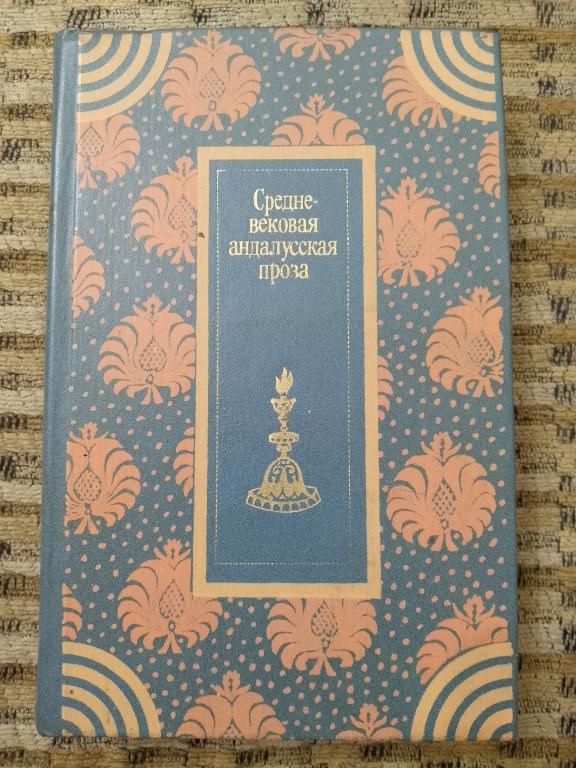 Средне-
вековая
андалусская
проза